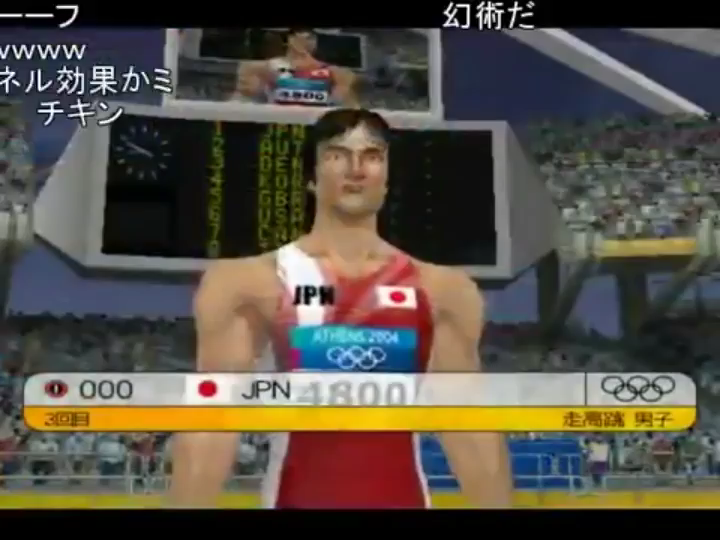 ーーフ
幻術だ
wwww
ネル効果かミ
チキン
JPN
ATHENS 2004
4800
000
JPN
3回目
走高跳 男子